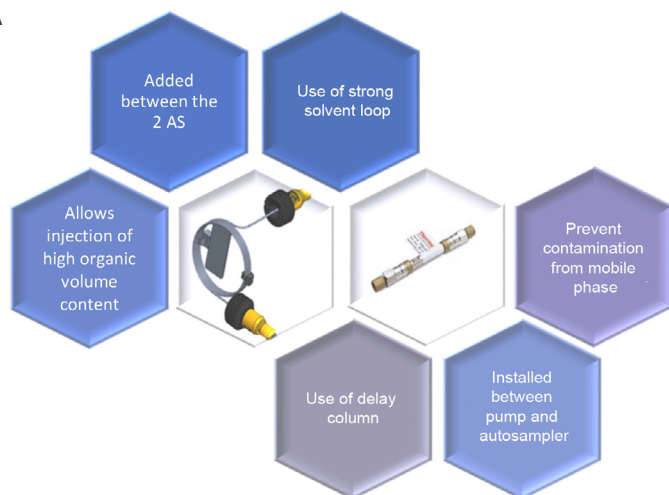 A
Added
between the
2 AS
Use of strong
solvent loop
Allows
injection of
high organic
volume
content
Prevent
contamination
from mobile
phase
Use of delay
column
Installed
between
pump and
autosampler